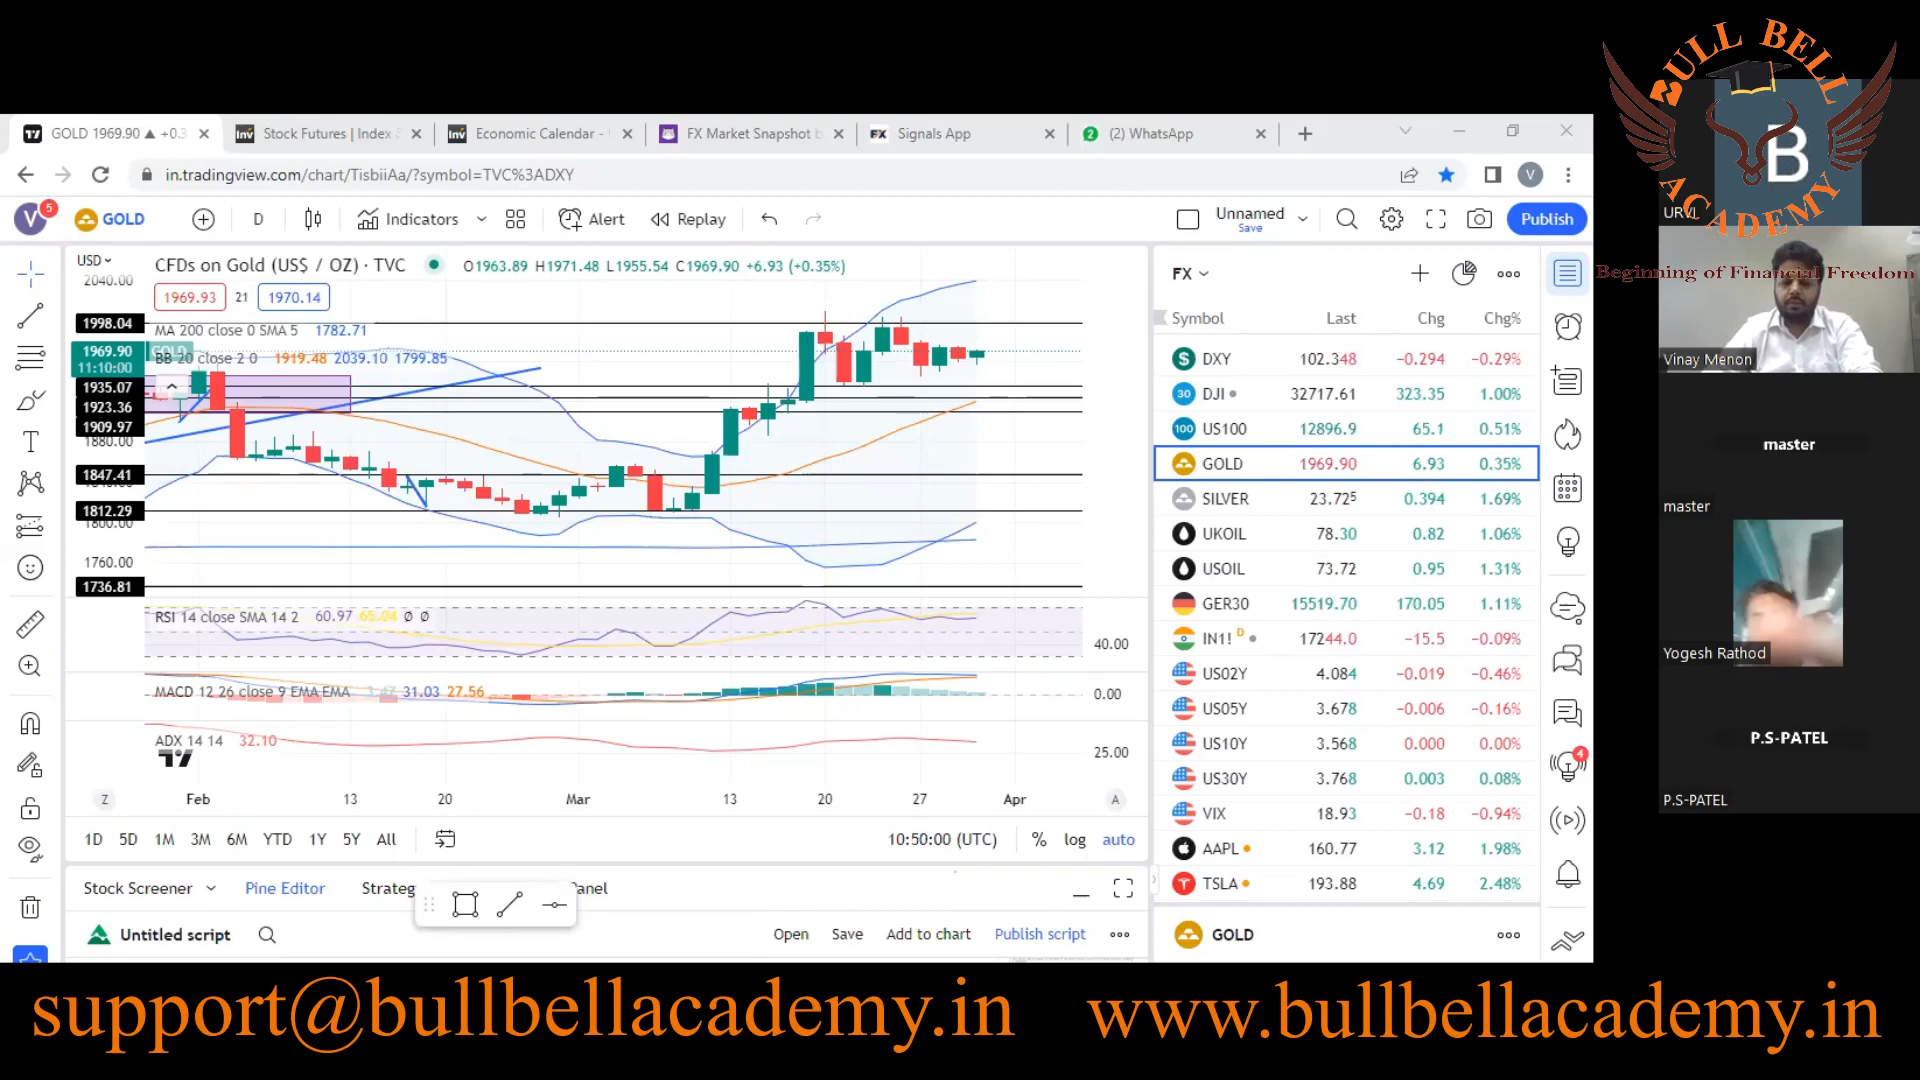 BULL BELL
ACADEMY
Beginning of Financial Freedom
GOLD 1969.90 ▲ +0.3
Stock Futures | Index
Economic Calendar -
FX Market Snapshot
Signals App
(2) WhatsApp
in.tradingview.com/chart/TisbiiAa/?symbol=TVC%3ADXY
V 5 GOLD D Indicators Alert Replay Unnamed Save Publish
USD CFDs on Gold (US$ / OZ) · TVC O1963.89 H1971.48 L1955.54 C1969.90 +6.93 (+0.35%)
1969.93 21 1970.14
MA 200 close 0 SMA 5 1782.71
BB 20 close 2 0 1919.48 2039.10 1799.85
2040.00
1998.04
1969.90
GOLD
11:10:00
1935.07
1923.36
1909.97
1880.00
1847.41
1812.29
1800.00
1760.00
1736.81
RSI 14 close SMA 14 2 60.97 65.04 Ø Ø
40.00
MACD 12 26 close 9 EMA EMA 3.47 31.03 27.56
0.00
ADX 14 14 32.10
25.00
Z Feb 13 20 Mar 13 20 27 Apr A
1D 5D 1M 3M 6M YTD 1Y 5Y All 10:50:00 (UTC) % log auto
Stock Screener Pine Editor Strateg Panel
Untitled script Open Save Add to chart Publish script
FX
Symbol Last Chg Chg%
DXY 102.348 −0.294 −0.29%
DJI 32717.61 323.35 1.00%
US100 12896.9 65.1 0.51%
GOLD 1969.90 6.93 0.35%
SILVER 23.725 0.394 1.69%
UKOIL 78.30 0.82 1.06%
USOIL 73.72 0.95 1.31%
GER30 15519.70 170.05 1.11%
IN1! D 17244.0 −15.5 −0.09%
US02Y 4.084 −0.019 −0.46%
US05Y 3.678 −0.006 −0.16%
US10Y 3.568 0.000 0.00%
US30Y 3.768 0.003 0.08%
VIX 18.93 −0.18 −0.94%
AAPL 160.77 3.12 1.98%
TSLA 193.88 4.69 2.48%
GOLD
4
B
URVI
Vinay Menon
master
master
Yogesh Rathod
P.S-PATEL
P.S-PATEL
support@bullbellacademy.in
www.bullbellacademy.in